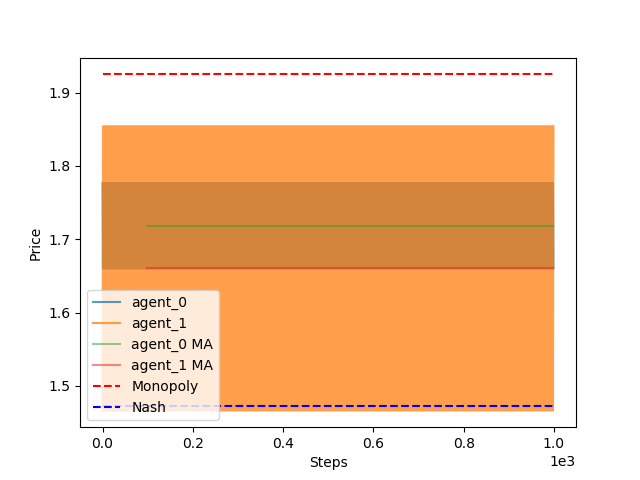 1.9
1.8
1.7
1.6
1.5
Price
agent_0
agent_1
agent_0 MA
agent_1 MA
Monopoly
Nash
0.0 0.2 0.4 0.6 0.8 1.0
1e3
Steps